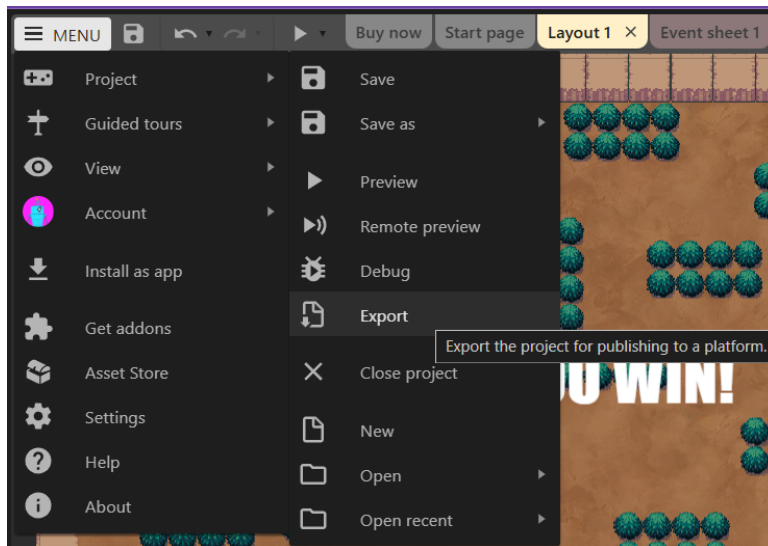 MENU
Buy now
Start page
Layout 1
Event sheet 1
Project
Guided tours
View
Account
Install as app
Get addons
Asset Store
Settings
Help
About
Save
Save as
Preview
Remote preview
Debug
Export
Export the project for publishing to a platform.
Close project
New
Open
Open recent
WIN!